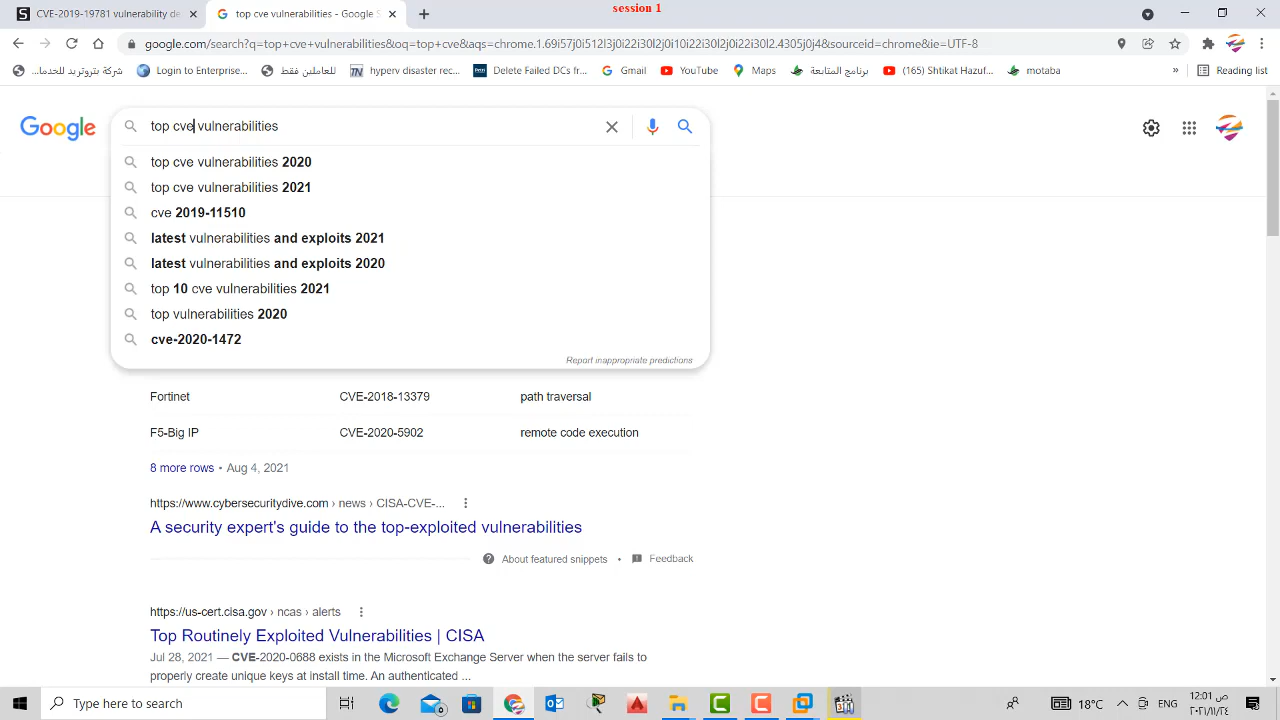 session 1
CVE-2019-19781 vulnerability de
top cve vulnerabilities - Google S
google.com/search?q=top+cve+vulnerabilities&oq=top+cve&aqs=chrome.0.69i57j0i512l3j0i22i30l2j0i10i22i30l2j0i22i30l2.4305j0j4&sourceid=chrome&ie=UTF-8
شركة بتروتريد للخدما...
Login - Enterprise...
للعاملين فقط
hyperv disaster rec...
Delete Failed DCs fr...
Gmail
YouTube
Maps
برنامج المتابعة
(165) Shtikat Hazuf...
motaba
»
Reading list
Google
top cve vulnerabilities
top cve vulnerabilities 2020
top cve vulnerabilities 2021
cve 2019-11510
latest vulnerabilities and exploits 2021
latest vulnerabilities and exploits 2020
top 10 cve vulnerabilities 2021
top vulnerabilities 2020
cve-2020-1472
Report inappropriate predictions
Fortinet CVE-2018-13379 path traversal
F5-Big IP CVE-2020-5902 remote code execution
8 more rows • Aug 4, 2021
https://www.cybersecuritydive.com › news › CISA-CVE-...
A security expert's guide to the top-exploited vulnerabilities
About featured snippets • Feedback
https://us-cert.cisa.gov › ncas › alerts
Top Routinely Exploited Vulnerabilities | CISA
Jul 28, 2021 — CVE-2020-0688 exists in the Microsoft Exchange Server when the server fails to
properly create unique keys at install time. An authenticated ...
Type here to search
18°C
ENG
12:01 ص